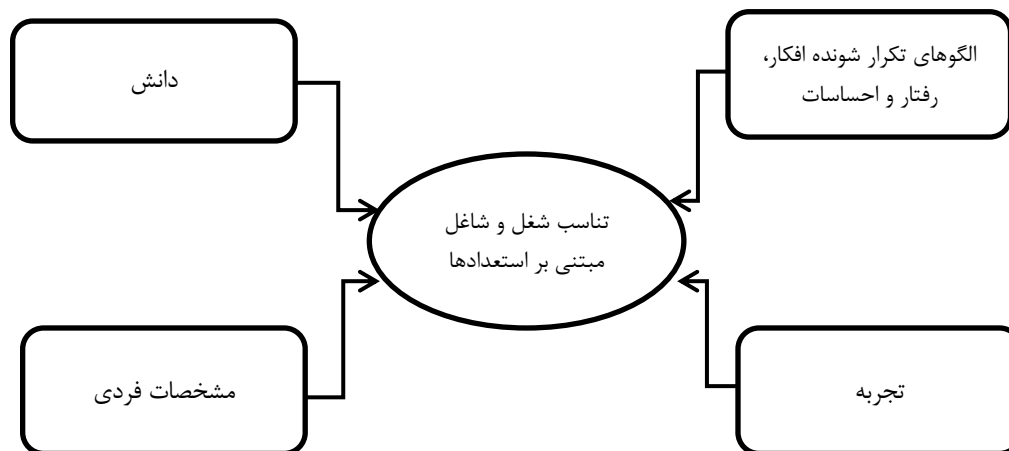 الگوهای تکرار شونده افکار،
رفتار و احساسات
دانش
تناسب شغل و شاغل
مبتنی بر استعدادها
تجربه
مشخصات فردی